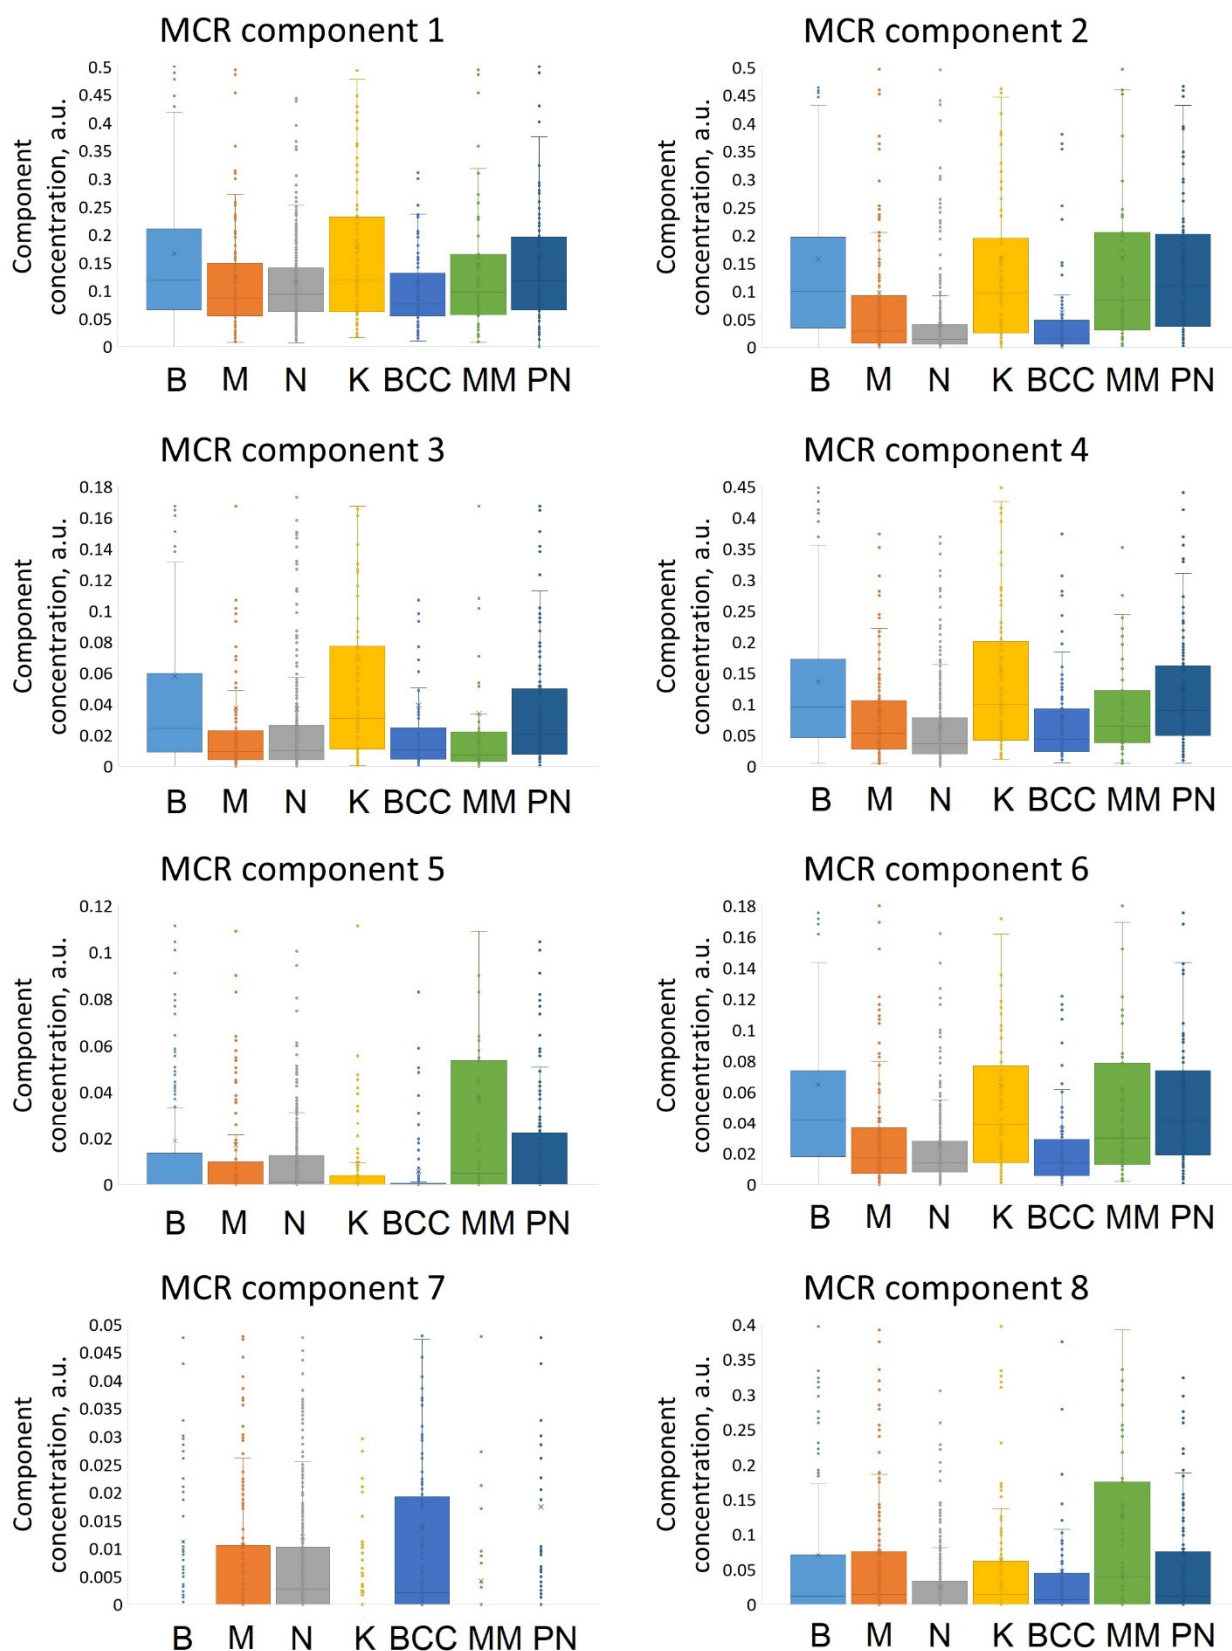 MCR component 1
Component
concentration, a.u.
0.5
0.45
0.4
0.35
0.3
0.25
0.2
0.15
0.1
0.05
0
B M N K BCC MM PN
MCR component 2
Component
concentration, a.u.
0.5
0.45
0.4
0.35
0.3
0.25
0.2
0.15
0.1
0.05
0
B M N K BCC MM PN
MCR component 3
Component
concentration, a.u.
0.18
0.16
0.14
0.12
0.1
0.08
0.06
0.04
0.02
0
B M N K BCC MM PN
MCR component 4
Component
concentration, a.u.
0.45
0.4
0.35
0.3
0.25
0.2
0.15
0.1
0.05
0
B M N K BCC MM PN
MCR component 5
Component
concentration, a.u.
0.12
0.1
0.08
0.06
0.04
0.02
0
B M N K BCC MM PN
MCR component 6
Component
concentration, a.u.
0.18
0.16
0.14
0.12
0.1
0.08
0.06
0.04
0.02
0
B M N K BCC MM PN
MCR component 7
Component
concentration, a.u.
0.05
0.045
0.04
0.035
0.03
0.025
0.02
0.015
0.01
0.005
0
B M N K BCC MM PN
MCR component 8
Component
concentration, a.u.
0.4
0.35
0.3
0.25
0.2
0.15
0.1
0.05
0
B M N K BCC MM PN